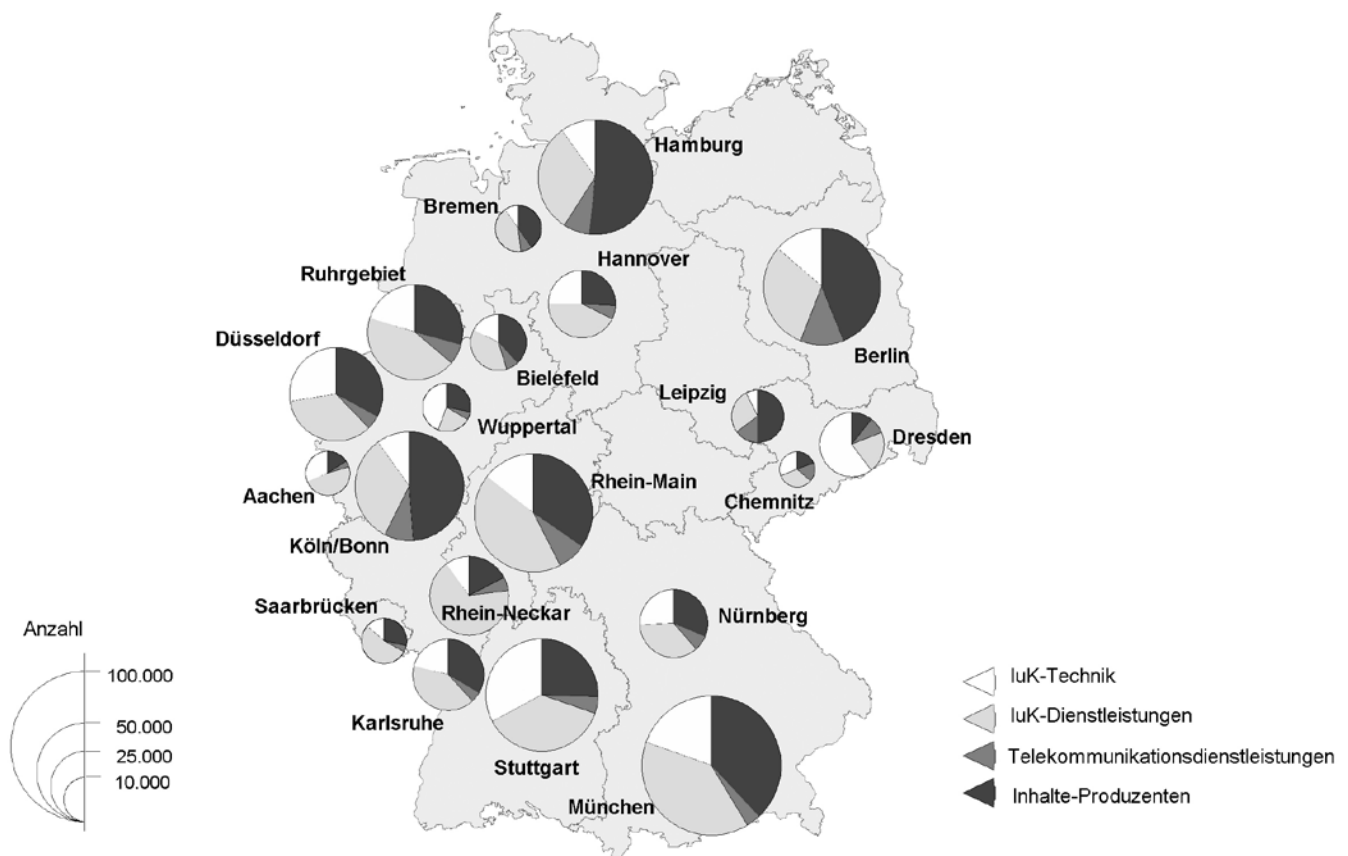 Hamburg
Bremen
Hannover
Ruhrgebiet
Düsseldorf
Berlin
Bielefeld
Leipzig
Wuppertal
Dresden
Rhein-Main
Aachen
Chemnitz
Köln/Bonn
Saarbrücken
Rhein-Neckar
Nürnberg
Karlsruhe
Stuttgart
München
Anzahl
100.000
50.000
25.000
10.000
IuK-Technik
IuK-Dienstleistungen
Telekommunikationsdienstleistungen
Inhalte-Produzenten